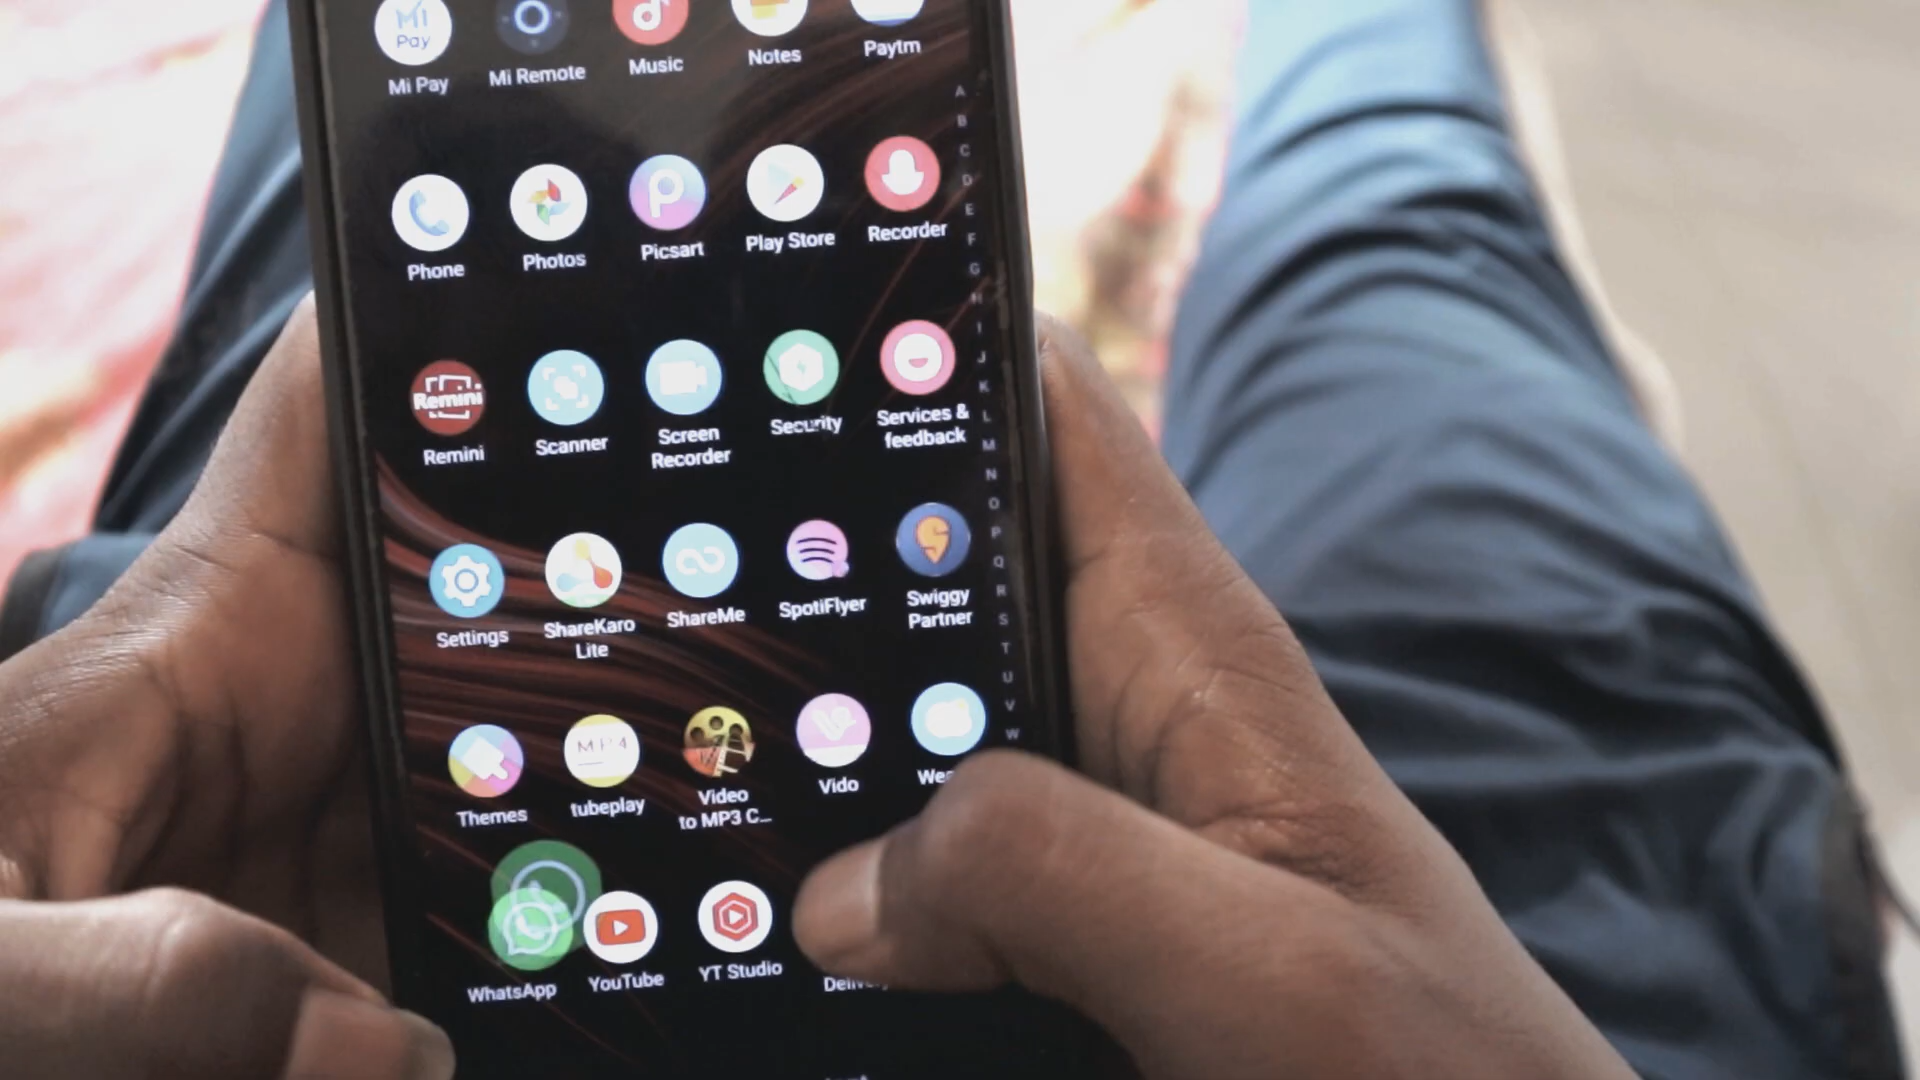 Mi
Pay
Mi Pay
Mi Remote
Music
Notes
Paytm
A
B
C
D
E
F
G
H
I
J
K
L
M
N
O
P
Q
R
S
T
U
V
W
Phone
Photos
Picsart
Play Store
Recorder
Remini
Remini
Scanner
Screen
Recorder
Security
Services &
feedback
Settings
ShareKaro
Lite
ShareMe
SpotiFlyer
Swiggy
Partner
MP4
Themes
tubeplay
Video
to MP3 C...
Vido
WhatsApp
YouTube
YT Studio